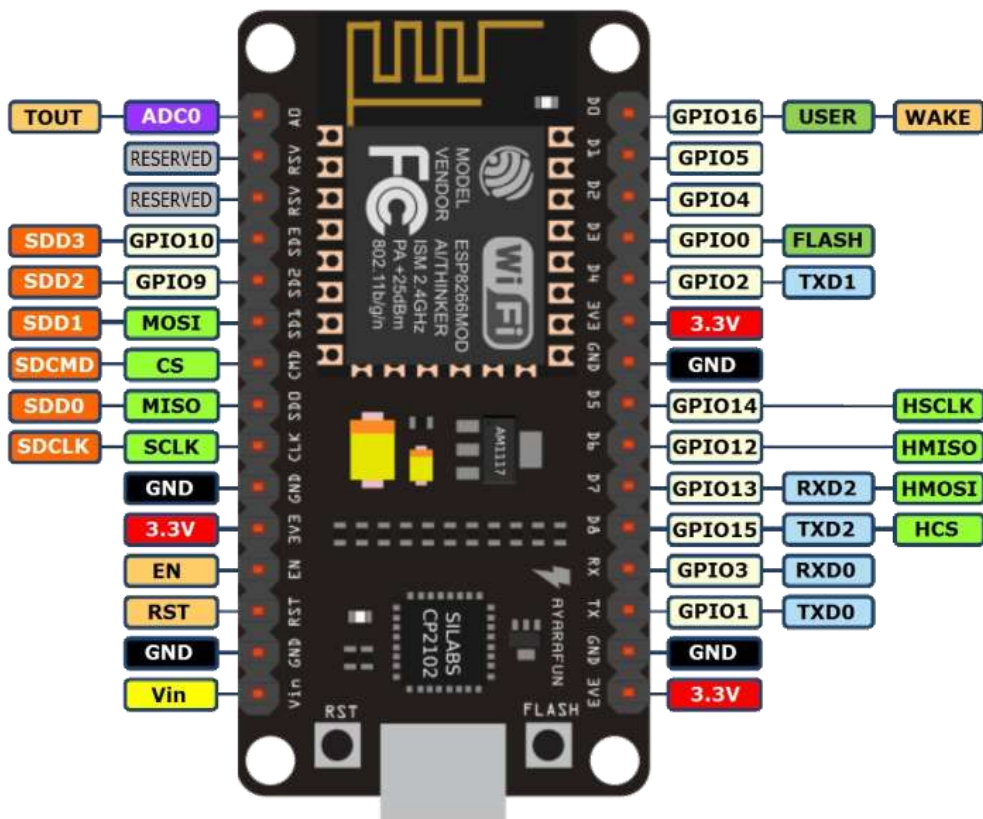 TOUT ADC0 A0
RESERVED RSV
RESERVED RSV
SDD3 GPIO10 SD3
SDD2 GPIO9 SD2
SDD1 MOSI SD1
SDCMD CS CMD
SDD0 MISO SD0
SDCLK SCLK CLK
GND GND
3.3V 3V3
EN EN
RST RST
GND GND
Vin Vin
MODEL
VENDOR
FC
ESP8266MOD
AI/THINKER
ISM 2.4GHz
PA +25dBm
802.11b/g/n
Wi Fi
AM1117
SILABS
CP2102
AYARAFUN
RST
FLASH
D0 GPIO16 USER WAKE
D1 GPIO5
D2 GPIO4
D3 GPIO0 FLASH
D4 GPIO2 TXD1
3V3 3.3V
GND GND
D5 GPIO14 HSCLK
D6 GPIO12 HMISO
D7 GPIO13 RXD2 HMOSI
D8 GPIO15 TXD2 HCS
RX GPIO3 RXD0
TX GPIO1 TXD0
GND GND
3V3 3.3V